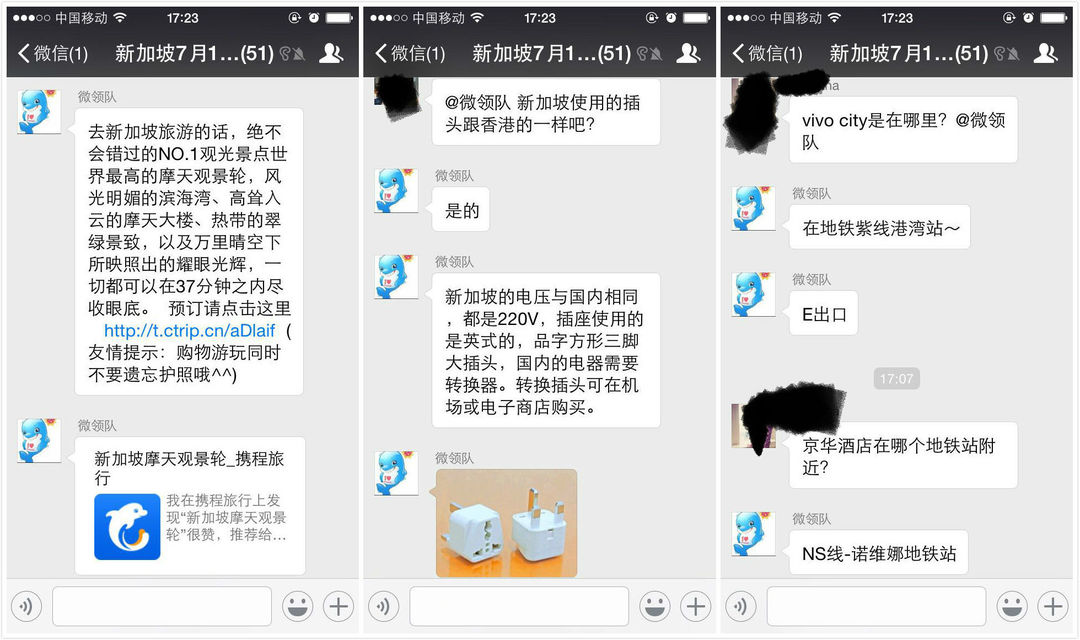 中国移动 17:23
微信(1) 新加坡7月1...(51)
微领队
去新加坡旅游的话，绝不
会错过的NO.1观光景点世
界最高的摩天观景轮，风
光明媚的滨海湾、高耸入
云的摩天大楼、热带的翠
绿景致，以及万里晴空下
所映照出的耀眼光辉，一
切都可以在37分钟之内尽
收眼底。 预订请点击这里
http://t.ctrip.cn/aDlaif（
友情提示：购物游玩同时
不要遗忘护照哦^^)
微领队
新加坡摩天观景轮_携程旅
行
我在携程旅行上发
现“新加坡摩天观景
轮”很赞，推荐给...
中国移动 17:23
微信(1) 新加坡7月1...(51)
@微领队 新加坡使用的插
头跟香港的一样吧?
微领队
是的
微领队
新加坡的电压与国内相同
，都是220V，插座使用的
是英式的，品字方形三脚
大插头，国内的电器需要
转换器。转换插头可在机
场或电子商店购买。
微领队
中国移动 17:23
微信(1) 新加坡7月1...(51)
vivo city是在哪里？@微领
队
微领队
在地铁紫线港湾站～
微领队
E出口
17:07
京华酒店在哪个地铁站附
近?
微领队
NS线-诺维娜地铁站